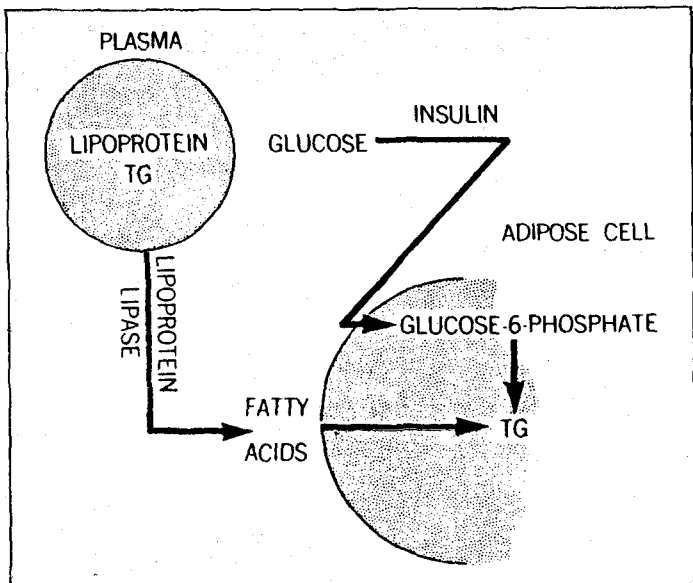 PLASMA
LIPOPROTEIN
TG
INSULIN
GLUCOSE
ADIPOSE CELL
LIPOPROTEIN
LIPASE
GLUCOSE-6-PHOSPHATE
FATTY
ACIDS
TG